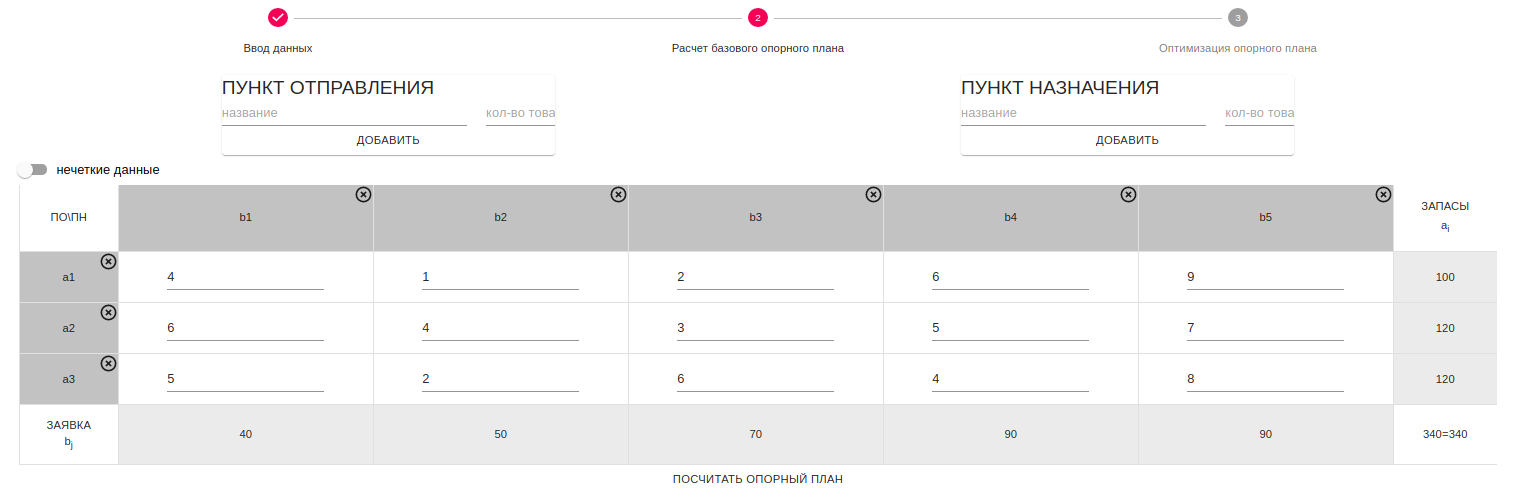 2
3
Ввод данных
Расчет базового опорного плана
Оптимизация опорного плана
ПУНКТ ОТПРАВЛЕНИЯ
ПУНКТ НАЗНАЧЕНИЯ
название
кол-во това
название
кол-во това
ДОБАВИТЬ
ДОБАВИТЬ
нечеткие данные
ПО\ПН b1 b2 b3 b4 b5 ЗАПАСЫ ai
a1 4 1 2 6 9 100
a2 6 4 3 5 7 120
a3 5 2 6 4 8 120
ЗАЯВКА bj 40 50 70 90 90 340=340
ПОСЧИТАТЬ ОПОРНЫЙ ПЛАН